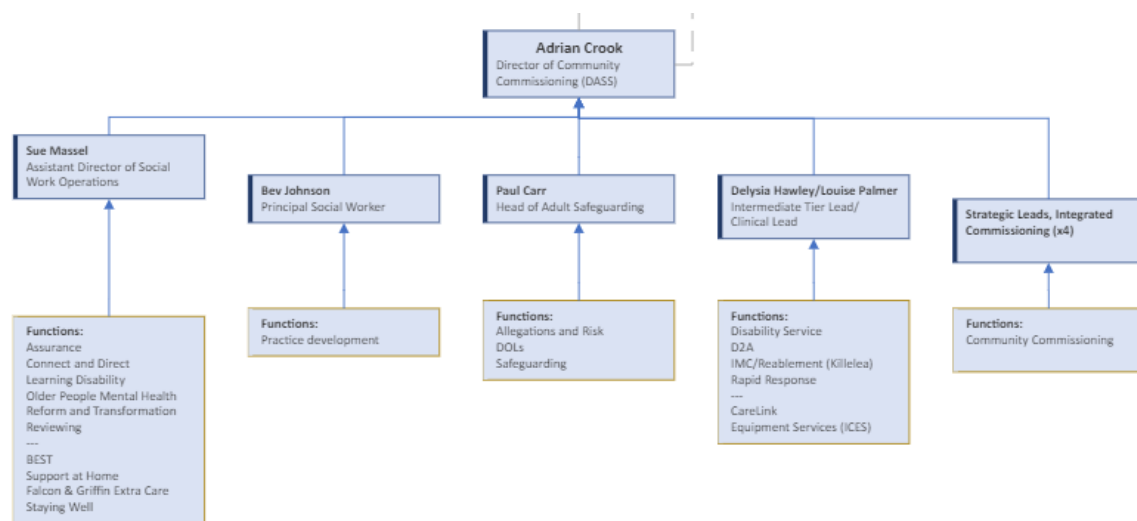 Adrian Crook
Director of Community
Commissioning (DASS)
Sue Massel
Assistant Director of Social
Work Operations
Bev Johnson
Principal Social Worker
Paul Carr
Head of Adult Safeguarding
Delysia Hawley/Louise Palmer
Intermediate Tier Lead/
Clinical Lead
Strategic Leads, Integrated
Commissioning (x4)
Functions:
Assurance
Connect and Direct
Learning Disability
Older People Mental Health
Reform and Transformation
Reviewing
---
BEST
Support at Home
Falcon & Griffin Extra Care
Staying Well
Functions:
Practice development
Functions:
Allegations and Risk
DOLs
Safeguarding
Functions:
Disability Service
D2A
IMC/Reablement (Killelea)
Rapid Response
---
CareLink
Equipment Services (ICES)
Functions:
Community Commissioning